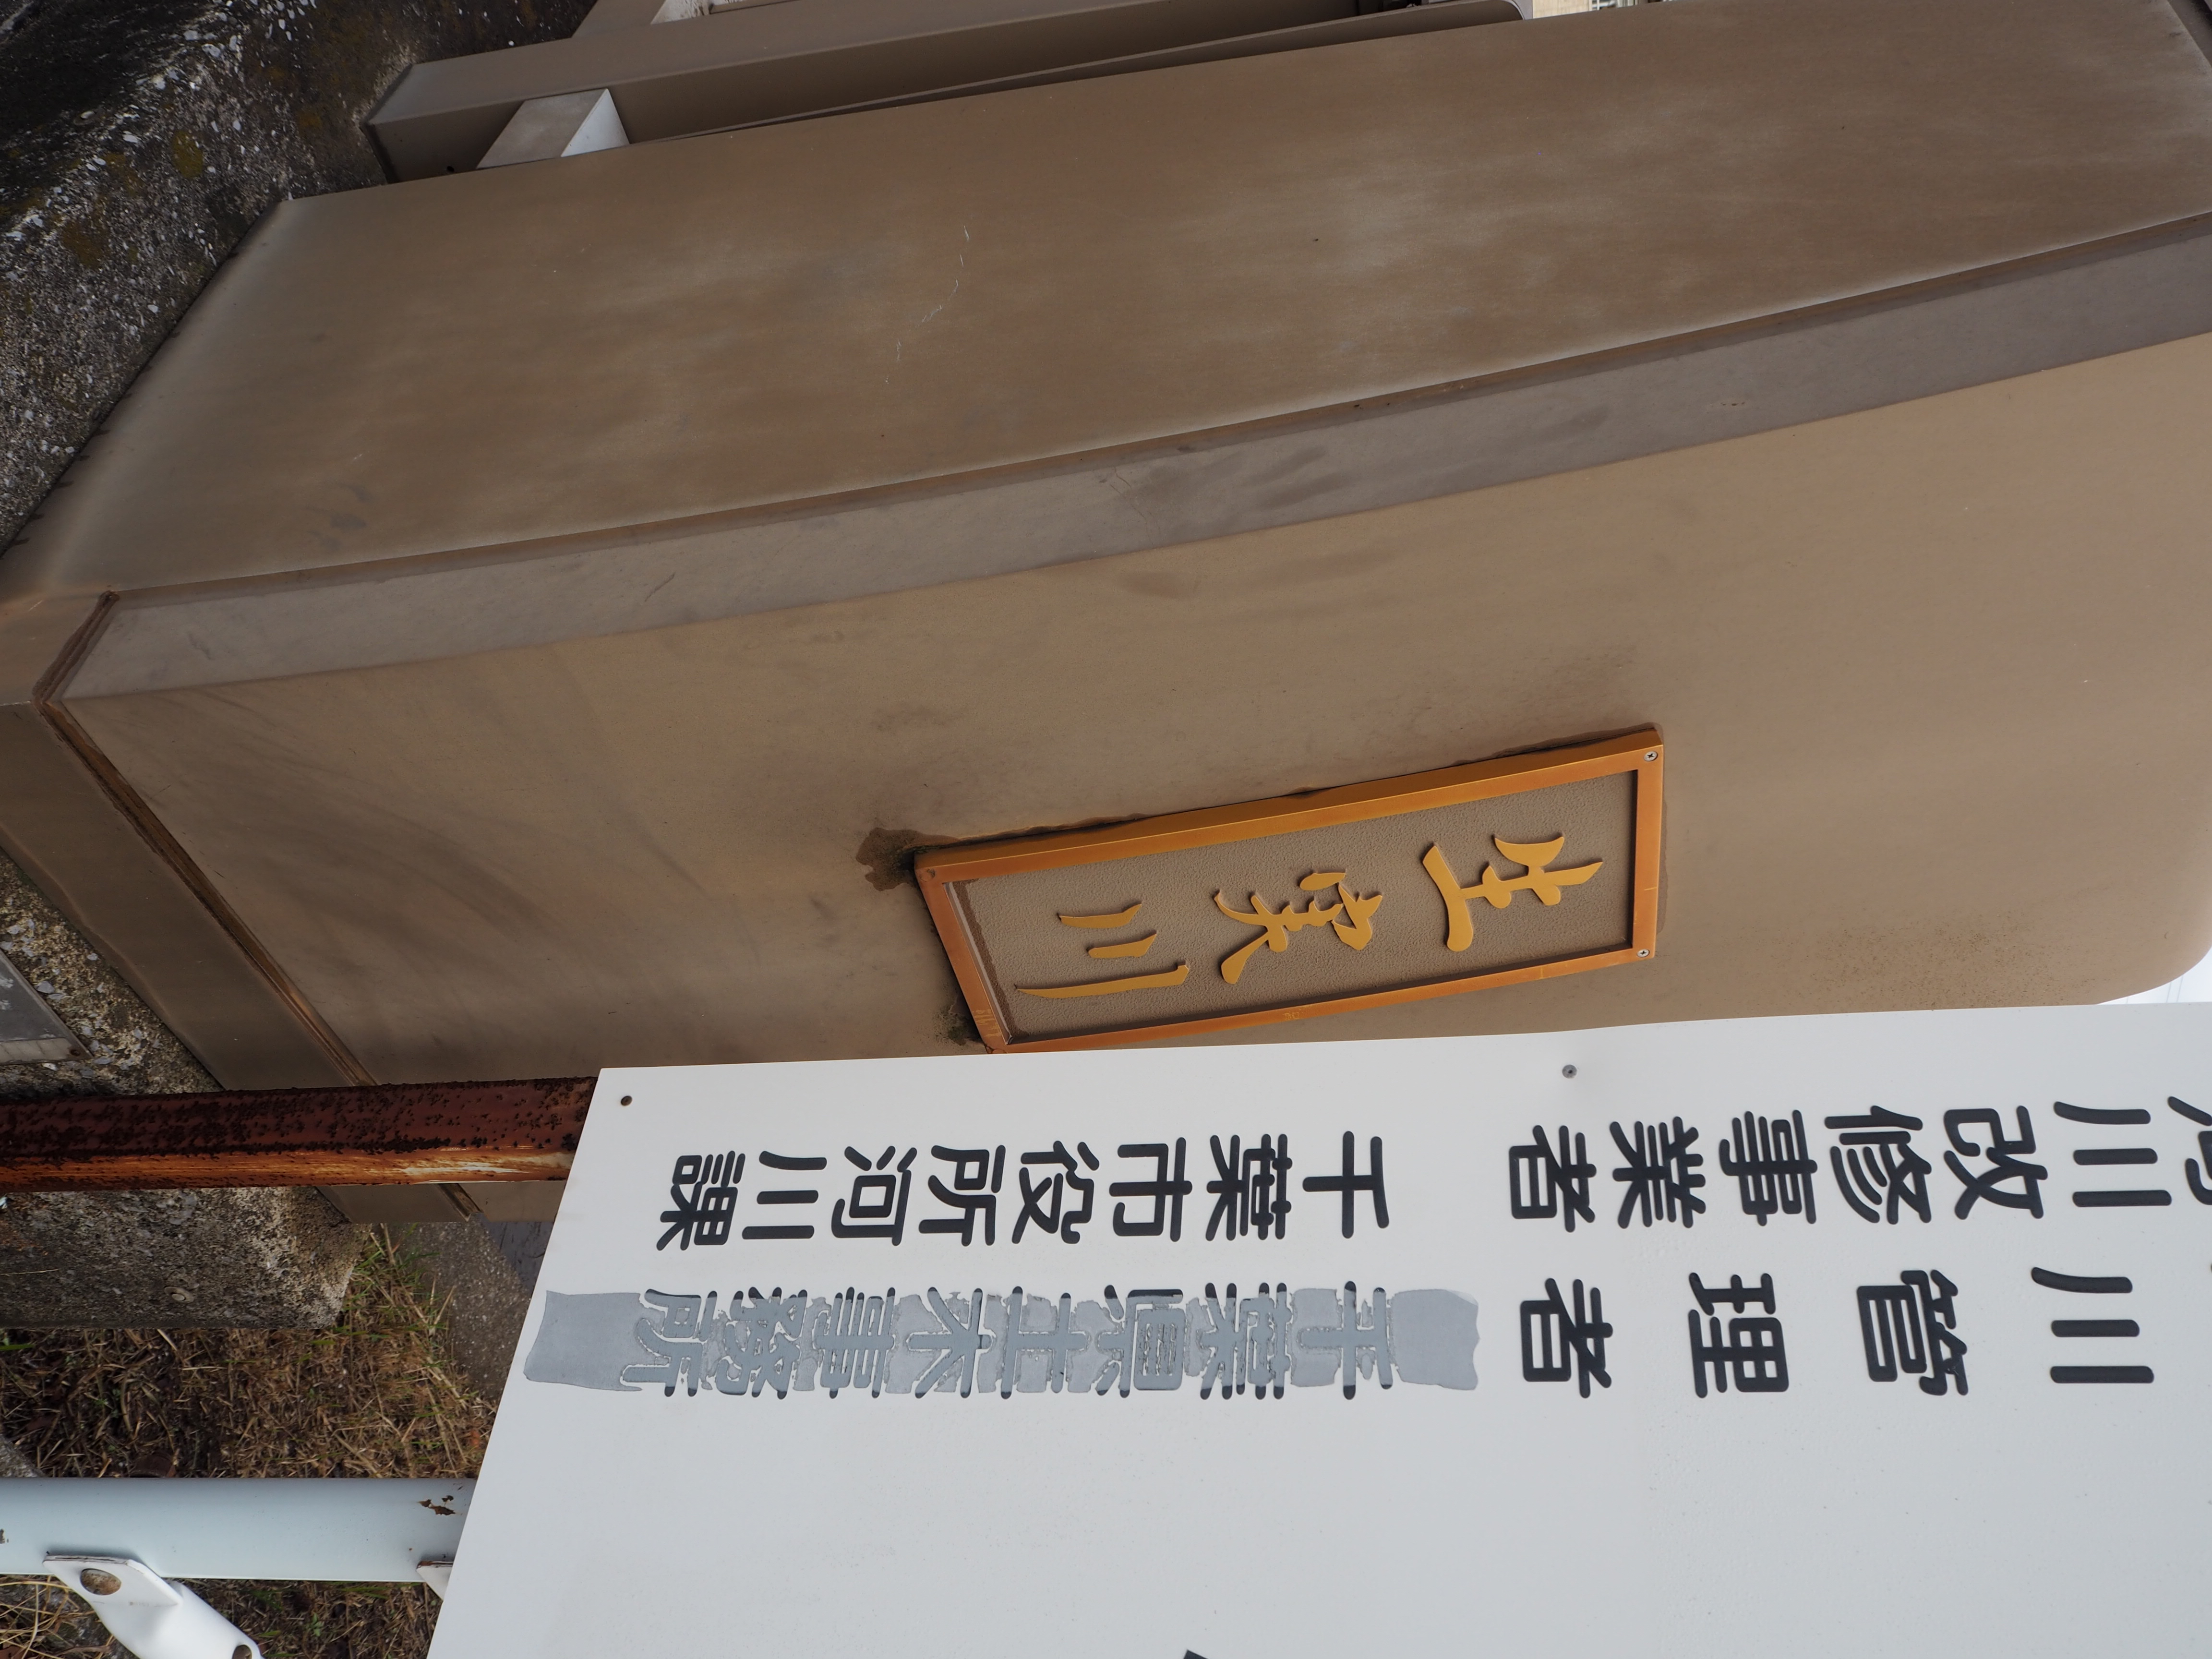 川管理者 千葉県土木事務所
河川改修事業者 千葉市役所河川課
生実川